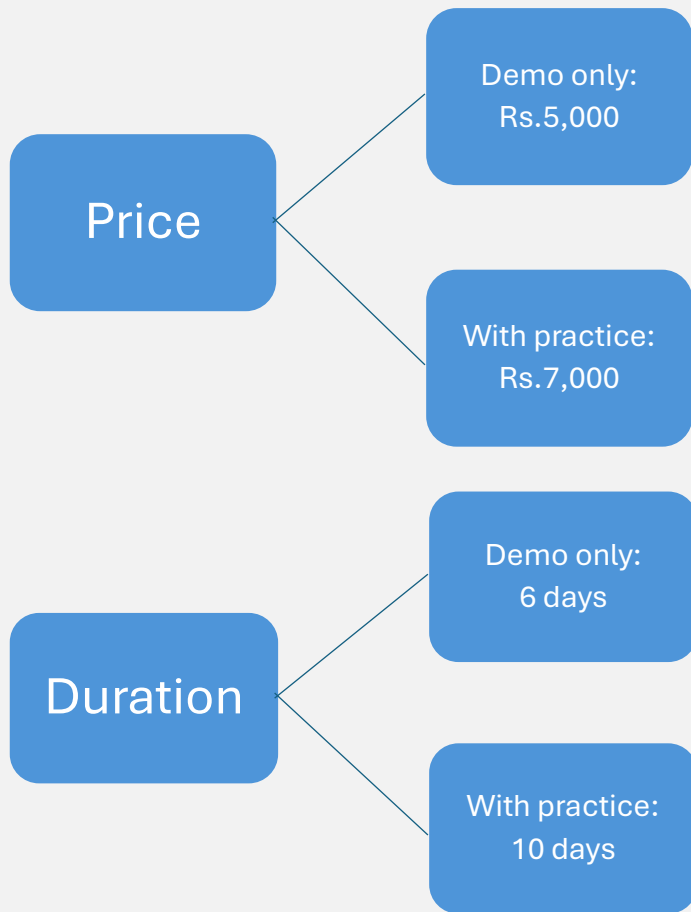 Price
Demo only:
Rs.5,000
With practice:
Rs.7,000
Duration
Demo only:
6 days
With practice:
10 days